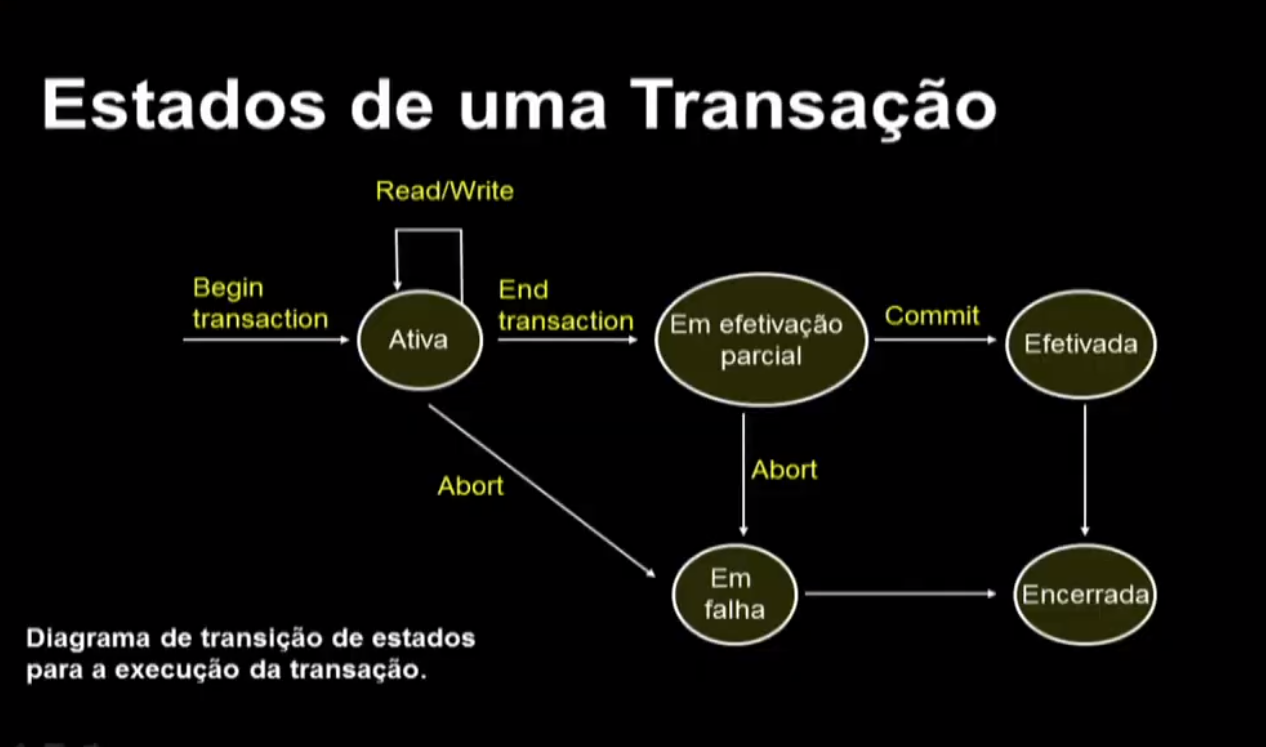 Estados de uma Transação
Read/Write
Begin
transaction
End
transaction
Commit
Ativa
Em efetivação
parcial
Efetivada
Abort
Abort
Em
falha
Encerrada
Diagrama de transição de estados
para a execução da transação.